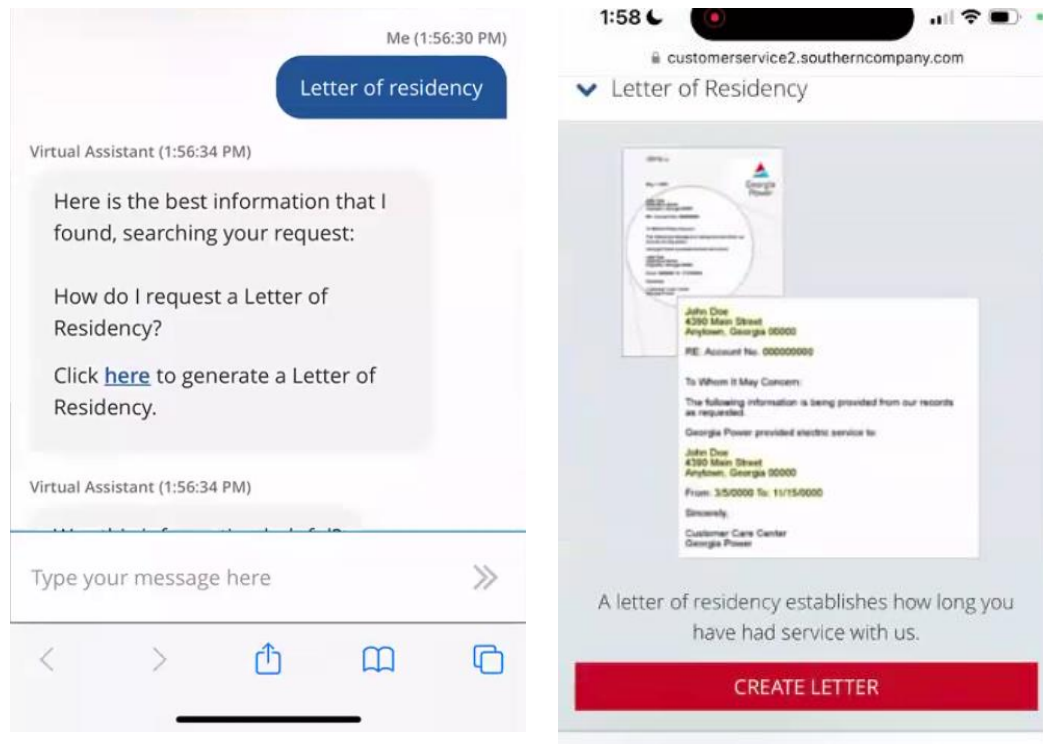 Me (1:56:30 PM)
Letter of residency
Virtual Assistant (1:56:34 PM)
Here is the best information that I
found, searching your request:
How do I request a Letter of
Residency?
Click here to generate a Letter of
Residency.
Virtual Assistant (1:56:34 PM)
Type your message here
1:58
customerservice2.southerncompany.com
Letter of Residency
Georgia
Power
John Doe
4390 Main Street
Anytown, Georgia 00000
RE: Account No. 000000000
To Whom It May Concern:
The following information is being provided from our records
as requested.
Georgia Power provided electric service to:
John Doe
4390 Main Street
Anytown, Georgia 00000
From: 3/5/0000 To: 11/15/0000
Sincerely,
Customer Care Center
Georgia Power
A letter of residency establishes how long you
have had service with us.
CREATE LETTER